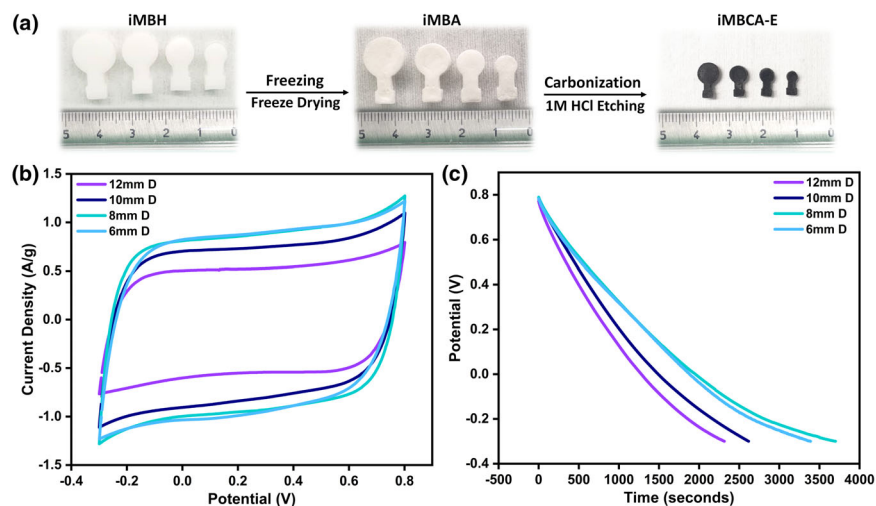 (a)
iMBH
iMBA
iMBCA-E
Freezing
Freeze Drying
Carbonization
1M HCl Etching
5 4 3 2 1 0
5 4 3 2 1 0
5 4 3 2 1 0
(b)
12mm D
10mm D
8mm D
6mm D
1.5
1.0
0.5
0.0
-0.5
-1.0
-1.5
Current Density (A/g)
-0.4 -0.2 0.0 0.2 0.4 0.6 0.8
Potential (V)
(c)
12mm D
10mm D
8mm D
6mm D
0.8
0.6
0.4
0.2
0.0
-0.2
-0.4
Potential (V)
-500 0 500 1000 1500 2000 2500 3000 3500 4000
Time (seconds)